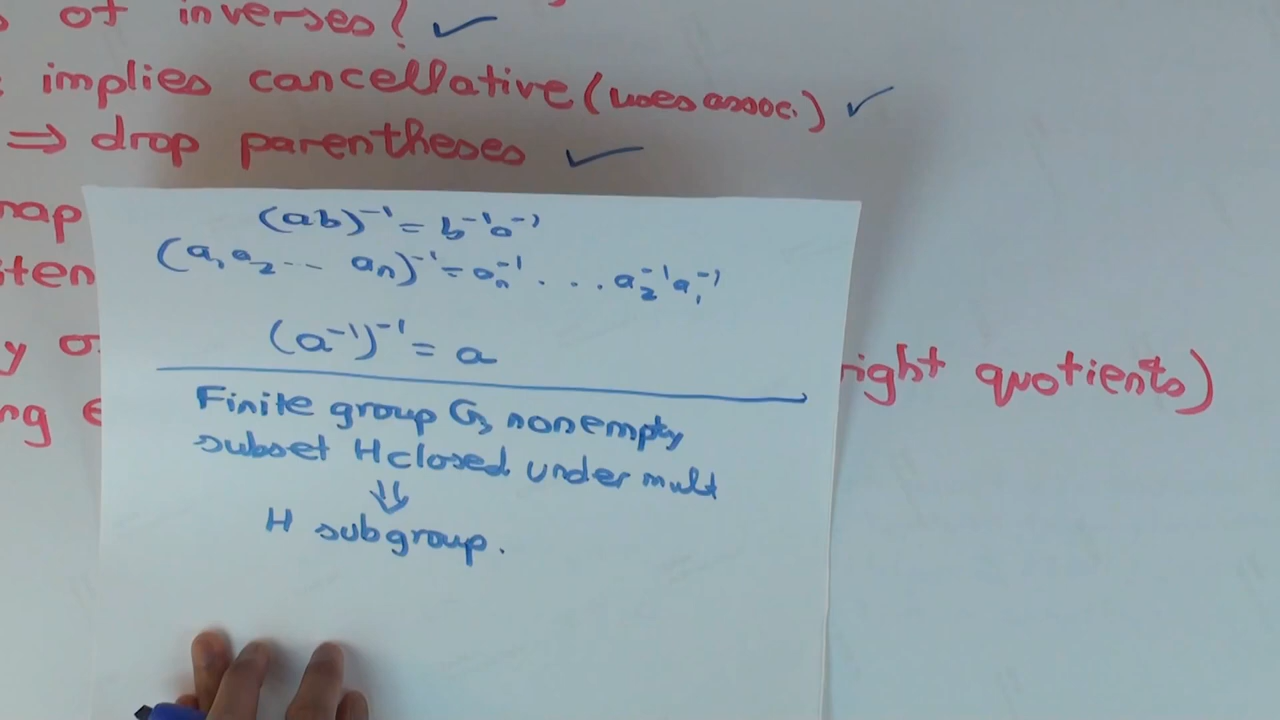 of inverses?
implies cancellative (uses assoc.)
⇒ drop parentheses
(ab)⁻¹ = b⁻¹a⁻¹
(a₁a₂ ... aₙ)⁻¹ = aₙ⁻¹ ... a₂⁻¹a₁⁻¹
(a⁻¹)⁻¹ = a
right quotients)
Finite group G, nonempty
subset H closed under mult
⇓
H subgroup.